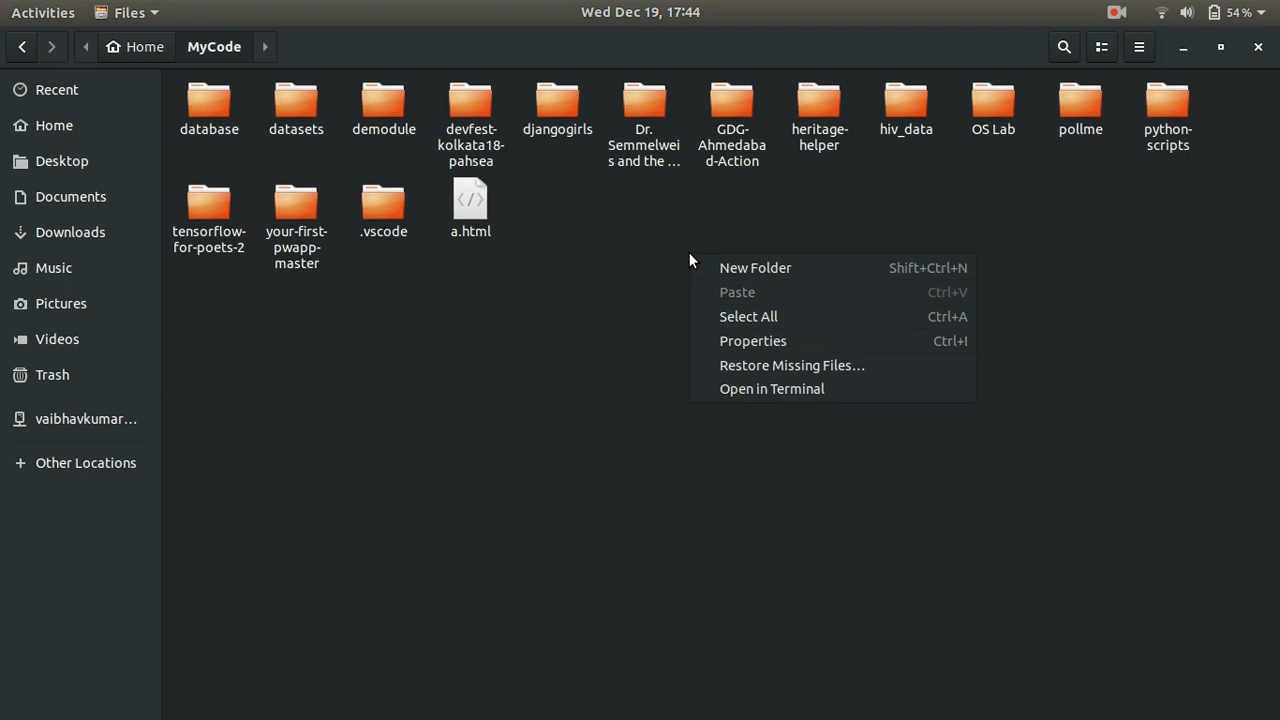 Activities Files Wed Dec 19, 17:44 54 %
Home MyCode
Recent
Home
Desktop
Documents
Downloads
Music
Pictures
Videos
Trash
vaibhavkumar...
Other Locations
database
datasets
demodule
devfest-
kolkata18-
pahsea
djangogirls
Dr.
Semmelwei
s and the ...
GDG-
Ahmedaba
d-Action
heritage-
helper
hiv_data
OS Lab
pollme
python-
scripts
tensorflow-
for-poets-2
your-first-
pwapp-
master
.vscode
</>
a.html
New Folder Shift+Ctrl+N
Paste Ctrl+V
Select All Ctrl+A
Properties Ctrl+I
Restore Missing Files…
Open in Terminal